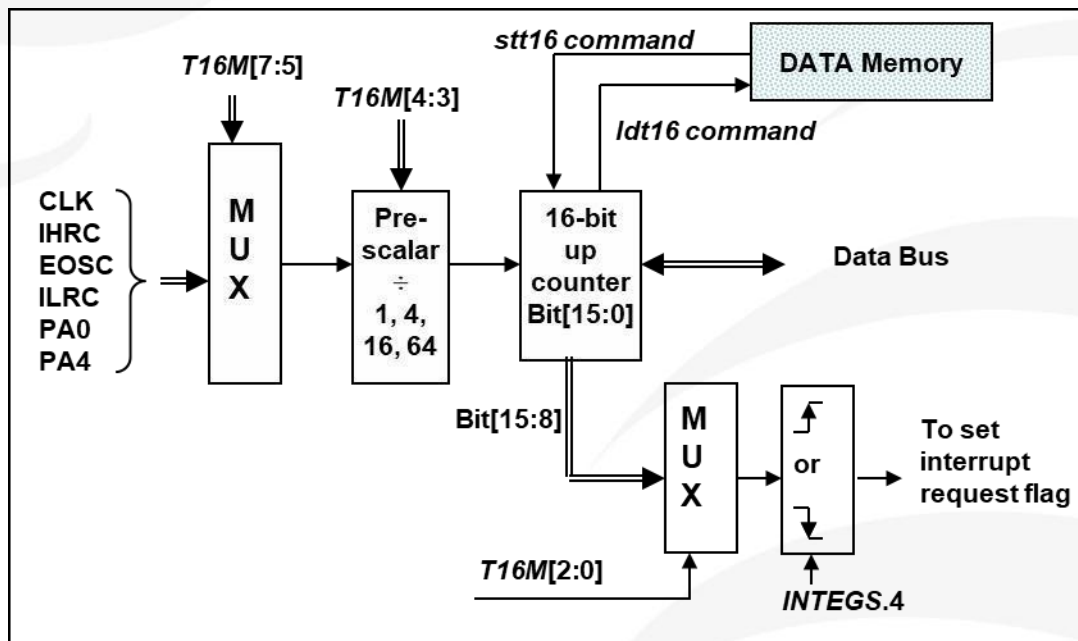 stt16 command
DATA Memory
T16M[7:5]
T16M[4:3]
ldt16 command
CLK
IHRC
EOSC
ILRC
PA0
PA4
M
U
X
Pre-
scalar
÷
1, 4,
16, 64
16-bit
up
counter
Bit[15:0]
Data Bus
Bit[15:8]
M
U
X
or
To set
interrupt
request flag
T16M[2:0]
INTEGS.4